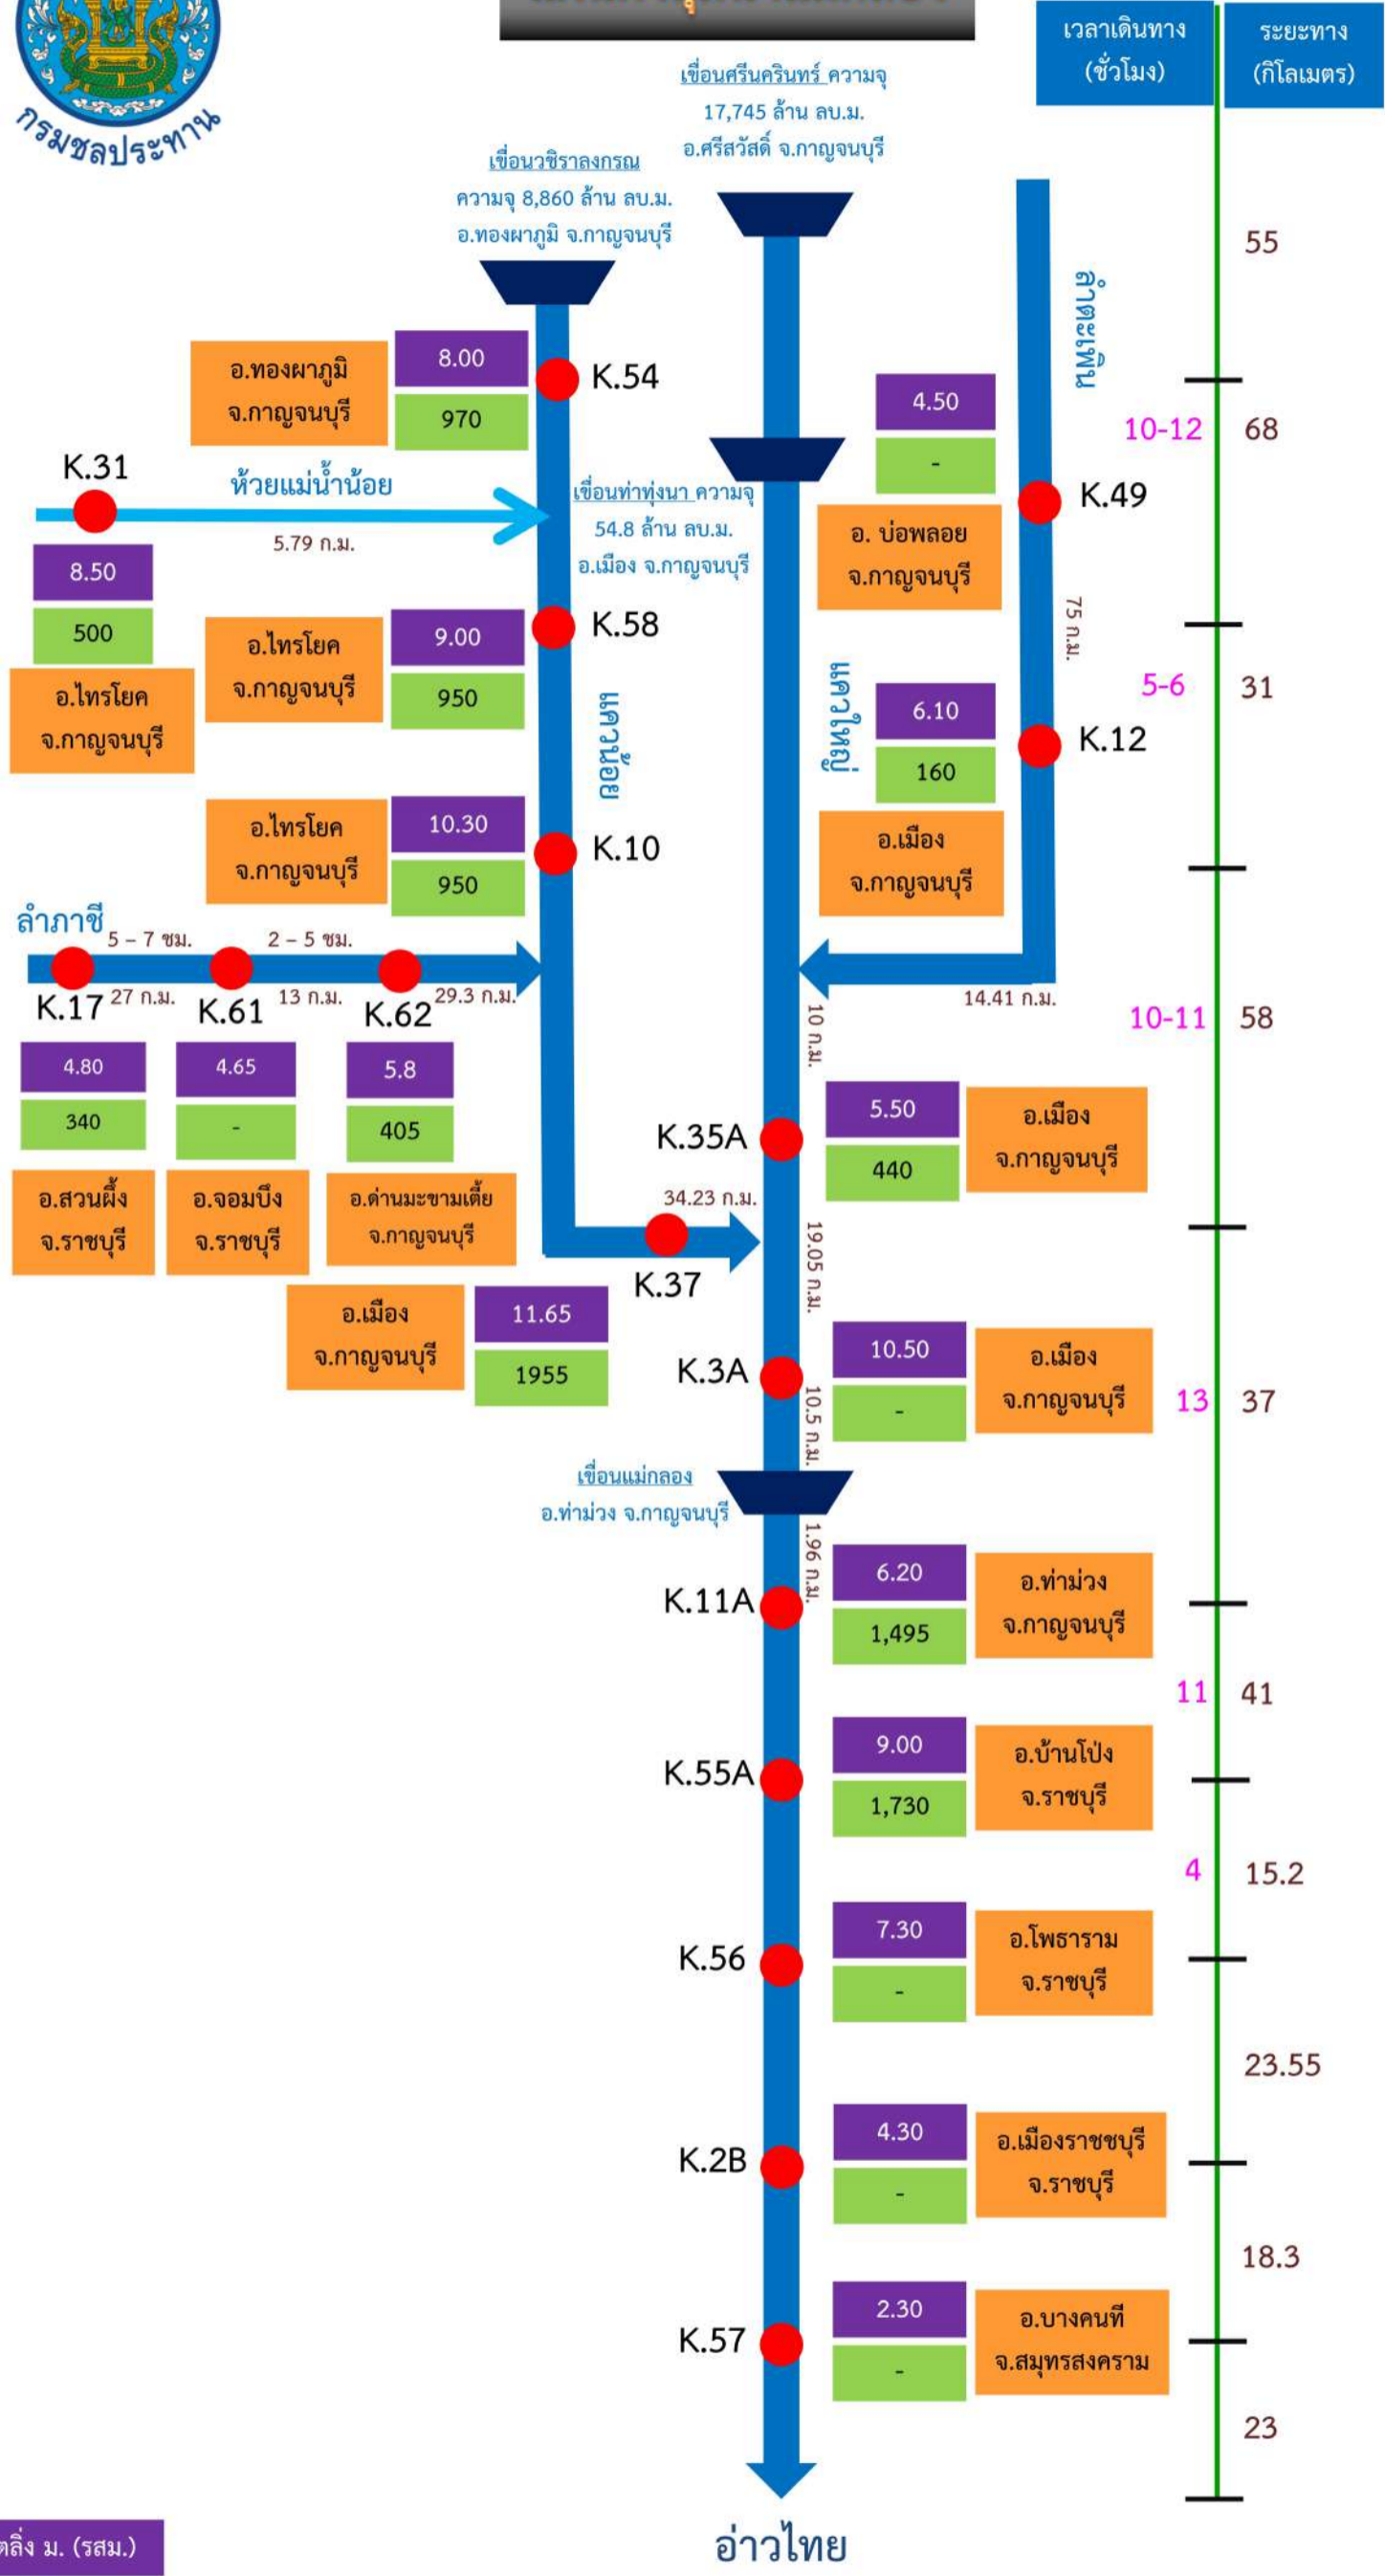 กรมชลประทาน
เวลาเดินทาง
(ชั่วโมง)
ระยะทาง
(กิโลเมตร)
เขื่อนศรีนครินทร์ ความจุ
17,745 ล้าน ลบ.ม.
อ.ศรีสวัสดิ์ จ.กาญจนบุรี
เขื่อนวชิราลงกรณ
ความจุ 8,860 ล้าน ลบ.ม.
อ.ทองผาภูมิ จ.กาญจนบุรี
55
ลำตะเพิน
อ.ทองผาภูมิ
จ.กาญจนบุรี
8.00
970
K.54
4.50
-
10-12
68
K.31
ห้วยแม่น้ำน้อย
5.79 ก.ม.
เขื่อนท่าทุ่งนา ความจุ
54.8 ล้าน ลบ.ม.
อ.เมือง จ.กาญจนบุรี
K.49
อ. บ่อพลอย
จ.กาญจนบุรี
8.50
500
อ.ไทรโยค
จ.กาญจนบุรี
อ.ไทรโยค
จ.กาญจนบุรี
9.00
950
K.58
75 ก.ม.
แควน้อย
แควใหญ่
5-6
31
6.10
160
K.12
อ.เมือง
จ.กาญจนบุรี
อ.ไทรโยค
จ.กาญจนบุรี
10.30
950
K.10
ลำภาชี
5 – 7 ชม.
2 – 5 ชม.
K.17
27 ก.ม.
K.61
13 ก.ม.
K.62
29.3 ก.ม.
14.41 ก.ม.
10 ก.ม.
10-11
58
4.80
340
อ.สวนผึ้ง
จ.ราชบุรี
4.65
-
อ.จอมบึง
จ.ราชบุรี
5.8
405
อ.ด่านมะขามเตี้ย
จ.กาญจนบุรี
K.35A
5.50
440
อ.เมือง
จ.กาญจนบุรี
34.23 ก.ม.
K.37
19.05 ก.ม.
อ.เมือง
จ.กาญจนบุรี
11.65
1955
K.3A
10.5 ก.ม.
10.50
-
อ.เมือง
จ.กาญจนบุรี
13
37
เขื่อนแม่กลอง
อ.ท่าม่วง จ.กาญจนบุรี
1.96 ก.ม.
K.11A
6.20
1,495
อ.ท่าม่วง
จ.กาญจนบุรี
11
41
K.55A
9.00
1,730
อ.บ้านโป่ง
จ.ราชบุรี
4
15.2
K.56
7.30
-
อ.โพธาราม
จ.ราชบุรี
23.55
K.2B
4.30
-
อ.เมืองราชชบุรี
จ.ราชบุรี
18.3
K.57
2.30
-
อ.บางคนที
จ.สมุทรสงคราม
23
ตลิ่ง ม. (รสม.)
อ่าวไทย